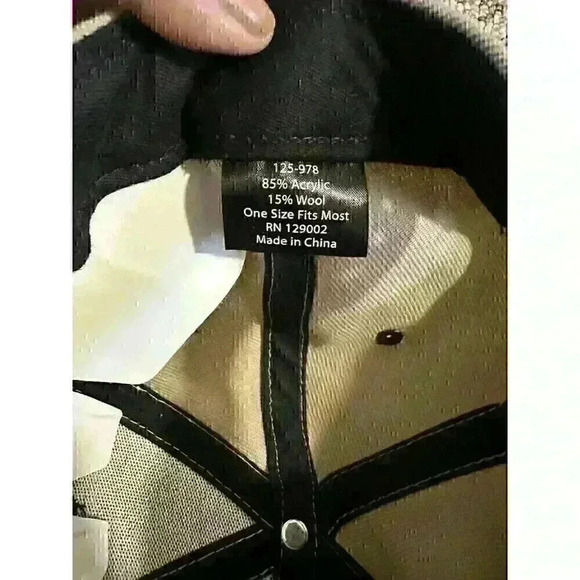 125-978
85% Acrylic
15% Wool
One Size Fits Most
RN 129002
Made in China